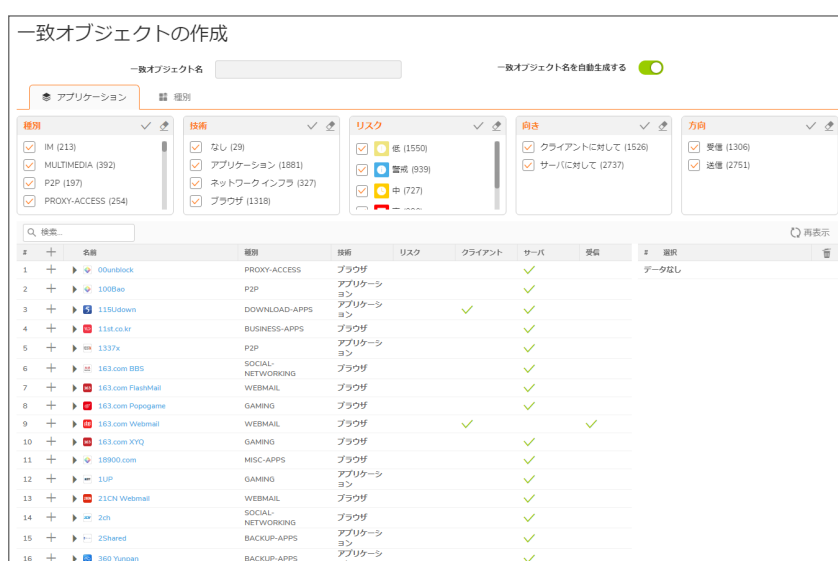 一致オブジェクトの作成
一致オブジェクト名
一致オブジェクト名を自動生成する
アプリケーション
種別
種別
IM (213)
MULTIMEDIA (392)
P2P (197)
PROXY-ACCESS (254)
技術
なし (29)
アプリケーション (1881)
ネットワーク インフラ (327)
ブラウザ (1318)
リスク
低 (1550)
警戒 (939)
中 (727)
向き
クライアントに対して (1526)
サーバに対して (2737)
方向
受信 (1306)
送信 (2751)
検索...
再表示
# 名前 種別 技術 リスク クライアント サーバ 受信
# 選択
データなし
1 00unblock PROXY-ACCESS ブラウザ
2 100Bao P2P アプリケーション
3 115Udown DOWNLOAD-APPS アプリケーション
4 11st.co.kr BUSINESS-APPS ブラウザ
5 1337x P2P アプリケーション
6 163.com BBS SOCIAL-NETWORKING ブラウザ
7 163.com FlashMail WEBMAIL ブラウザ
8 163.com Popogame GAMING ブラウザ
9 163.com Webmail WEBMAIL ブラウザ
10 163.com XYQ GAMING ブラウザ
11 18900.com MISC-APPS ブラウザ
12 1UP GAMING アプリケーション
13 21CN Webmail WEBMAIL ブラウザ
14 2ch SOCIAL-NETWORKING ブラウザ
15 2Shared BACKUP-APPS アプリケーション
16 360 Yunpan BACKUP-APPS アプリケーシ